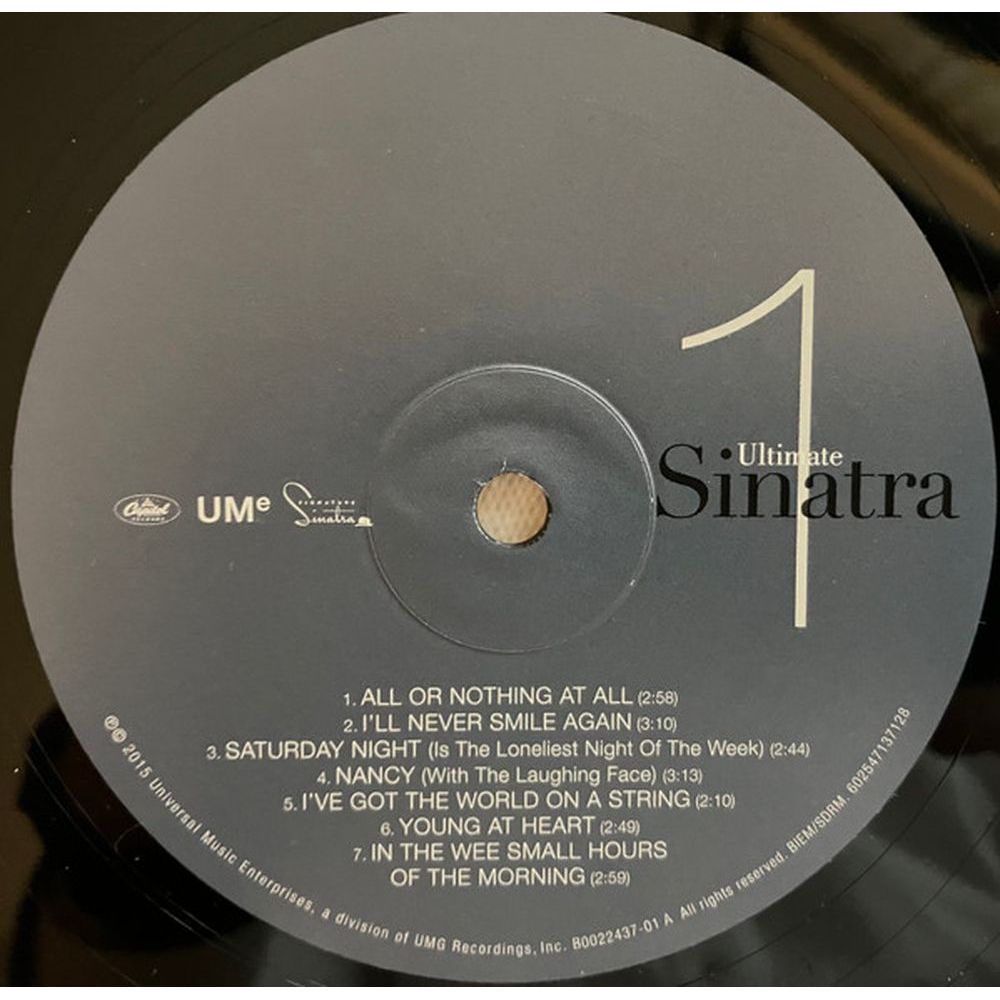 1
Ultimate
Sinatra
Capitol
RECORDS
UMe
SIGNATURE
Sinatra
1. ALL OR NOTHING AT ALL (2:58)
2. I'LL NEVER SMILE AGAIN (3:10)
3. SATURDAY NIGHT (Is The Loneliest Night Of The Week) (2:44)
4. NANCY (With The Laughing Face) (3:13)
5. I'VE GOT THE WORLD ON A STRING (2:10)
6. YOUNG AT HEART (2:49)
7. IN THE WEE SMALL HOURS
OF THE MORNING (2:59)
℗© 2015 Universal Music Enterprises, a division of UMG Recordings, Inc. B0022437-01 A All rights reserved. BIEM/SDRM. 602547137128